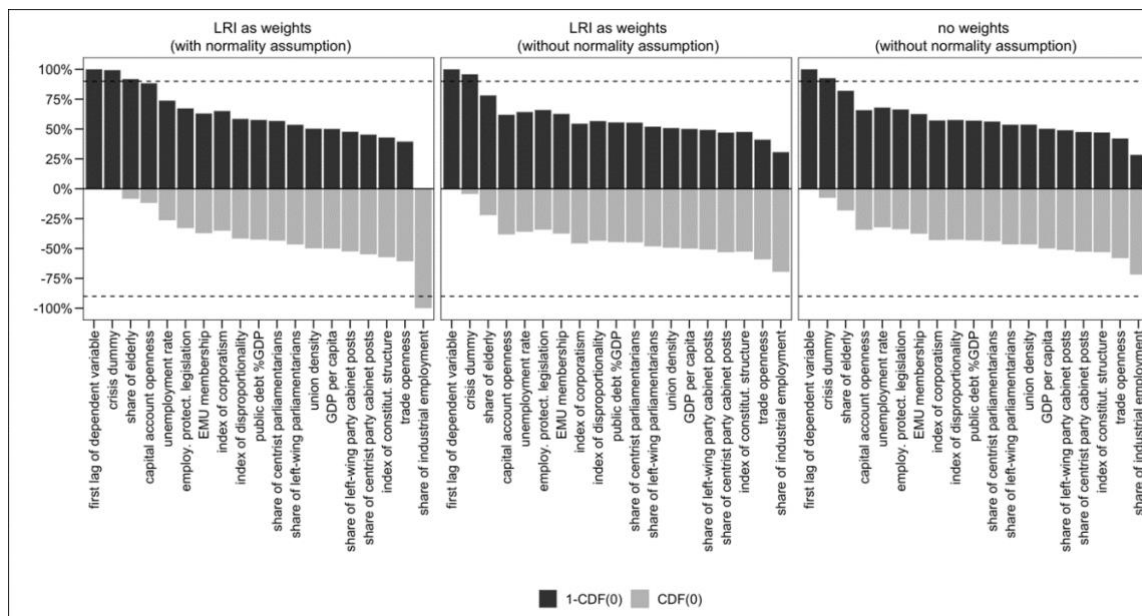 LRI as weights
(with normality assumption)
LRI as weights
(without normality assumption)
no weights
(without normality assumption)
100%
75%
50%
25%
0%
-25%
-50%
-75%
-100%
first lag of dependent variable
crisis dummy
share of elderly
capital account openness
unemployment rate
employ. protect. legislation
EMU membership
index of corporatism
index of disproportionality
public debt %GDP
share of centrist parliamentarians
share of left-wing parliamentarians
union density
GDP per capita
share of left-wing party cabinet posts
share of centrist party cabinet posts
index of constitut. structure
trade openness
share of industrial employment
first lag of dependent variable
crisis dummy
share of elderly
capital account openness
unemployment rate
employ. protect. legislation
EMU membership
index of corporatism
index of disproportionality
public debt %GDP
share of centrist parliamentarians
share of left-wing parliamentarians
union density
GDP per capita
share of left-wing party cabinet posts
share of centrist party cabinet posts
index of constitut. structure
trade openness
share of industrial employment
first lag of dependent variable
crisis dummy
share of elderly
capital account openness
unemployment rate
employ. protect. legislation
EMU membership
index of corporatism
index of disproportionality
public debt %GDP
share of centrist parliamentarians
share of left-wing parliamentarians
union density
GDP per capita
share of left-wing party cabinet posts
share of centrist party cabinet posts
index of constitut. structure
trade openness
share of industrial employment
1-CDF(0)
CDF(0)